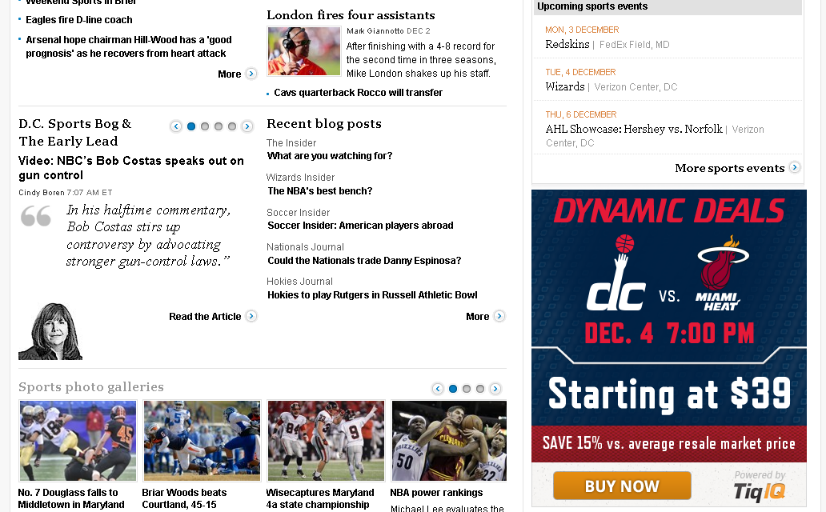 Weekend Sports in Brief
Eagles fire D-line coach
Arsenal hope chairman Hill-Wood has a 'good
prognosis' as he recovers from heart attack
More
London fires four assistants
Mark Giannotto DEC 2
After finishing with a 4-8 record for
the second time in three seasons,
Mike London shakes up his staff.
Cavs quarterback Rocco will transfer
D.C. Sports Bog &
The Early Lead
Video: NBC's Bob Costas speaks out on
gun control
Cindy Boren 7:07 AM ET
In his halftime commentary,
Bob Costas stirs up
controversy by advocating
stronger gun-control laws.”
Read the Article
Recent blog posts
The Insider
What are you watching for?
Wizards Insider
The NBA's best bench?
Soccer Insider
Soccer Insider: American players abroad
Nationals Journal
Could the Nationals trade Danny Espinosa?
Hokies Journal
Hokies to play Rutgers in Russell Athletic Bowl
More
Sports photo galleries
No. 7 Douglass falls to
Middletown in Maryland
Briar Woods beats
Courtland, 45-15
Wisecaptures Maryland
4a state championship
NBA power rankings
Michael Lee evaluates the
Upcoming sports events
MON, 3 DECEMBER
Redskins | FedEx Field, MD
TUE, 4 DECEMBER
Wizards | Verizon Center, DC
THU, 6 DECEMBER
AHL Showcase: Hershey vs. Norfolk | Verizon
Center, DC
More sports events
DYNAMIC DEALS
dc VS. MIAMI HEAT
DEC. 4 7:00 PM
Starting at $39
SAVE 15% vs. average resale market price
BUY NOW
Powered by
TiqIQ